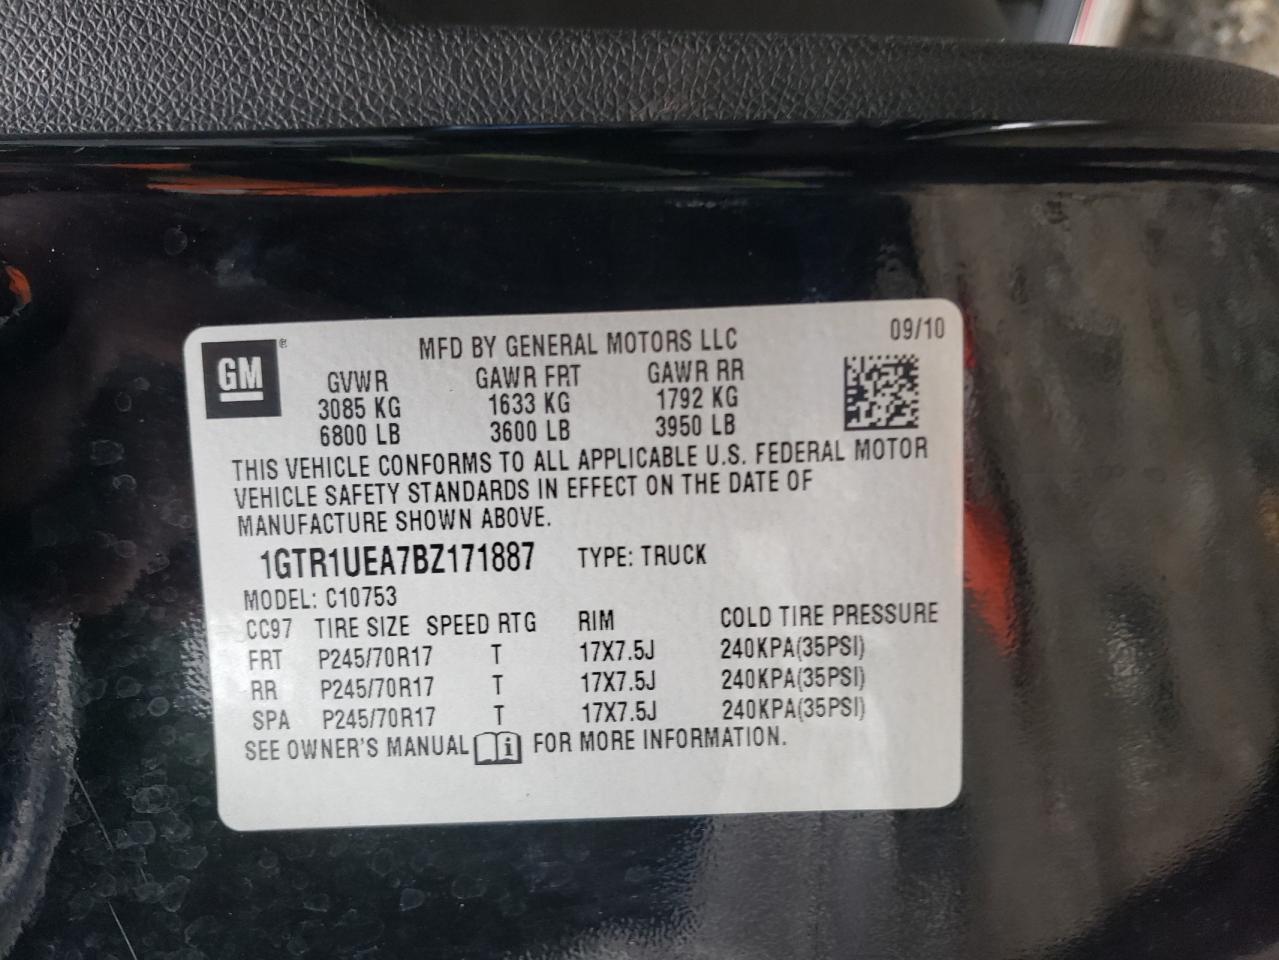 GM®
MFD BY GENERAL MOTORS LLC 09/10
GVWR GAWR FRT GAWR RR
3085 KG 1633 KG 1792 KG
6800 LB 3600 LB 3950 LB
THIS VEHICLE CONFORMS TO ALL APPLICABLE U.S. FEDERAL MOTOR
VEHICLE SAFETY STANDARDS IN EFFECT ON THE DATE OF
MANUFACTURE SHOWN ABOVE.
1GTR1UEA7BZ171887 TYPE: TRUCK
MODEL: C10753
CC97 TIRE SIZE SPEED RTG RIM COLD TIRE PRESSURE
FRT P245/70R17 T 17X7.5J 240KPA(35PSI)
RR P245/70R17 T 17X7.5J 240KPA(35PSI)
SPA P245/70R17 T 17X7.5J 240KPA(35PSI)
SEE OWNER'S MANUAL i FOR MORE INFORMATION.